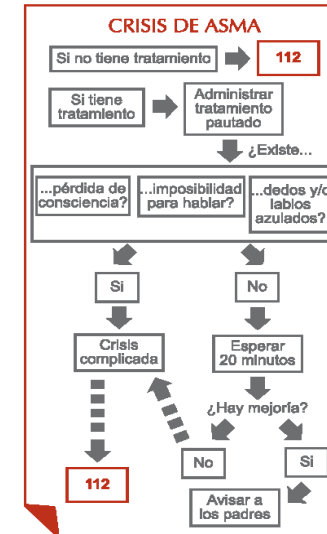 CRISIS DE ASMA
Si no tiene tratamiento
112
Si tiene
tratamiento
Administrar
tratamiento
pautado
¿Existe...
...pérdida de
consciencia?
...imposibilidad
para hablar?
...dedos y/o
labios
azulados?
Si
No
Crisis
complicada
Esperar
20 minutos
¿Hay mejoría?
No
Si
112
Avisar a
los padres